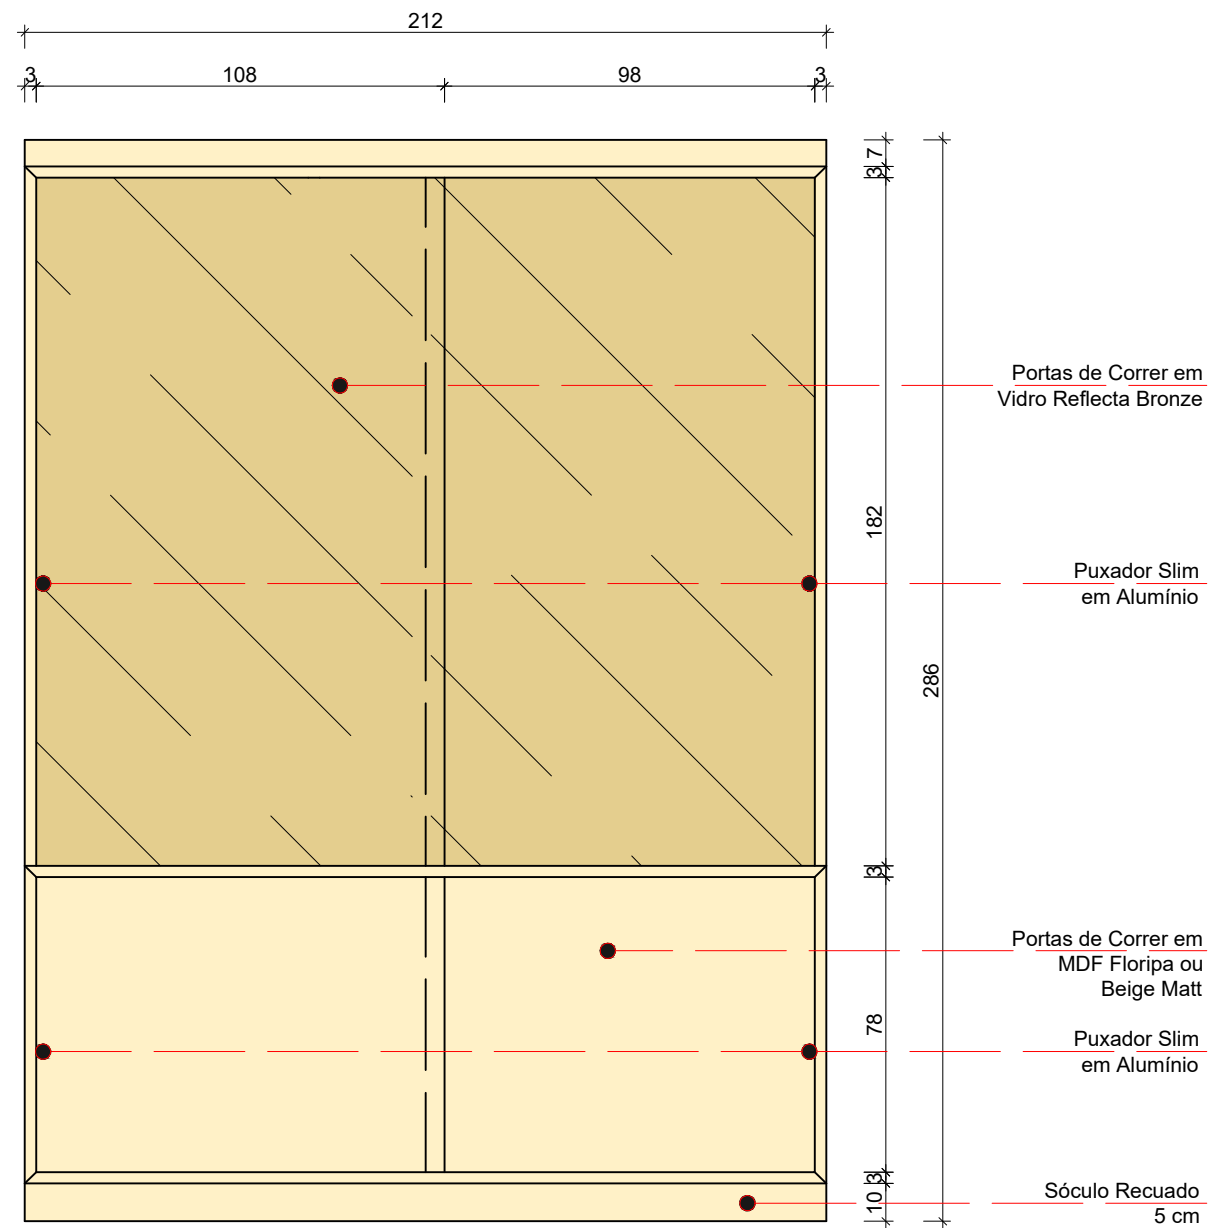 212
3
108
98
3
7
3
Portas de Correr em
Vidro Reflecta Bronze
182
Puxador Slim
em Alumínio
286
3
Portas de Correr em
MDF Floripa ou
Beige Matt
78
Puxador Slim
em Alumínio
3
10
Sóculo Recuado
5 cm